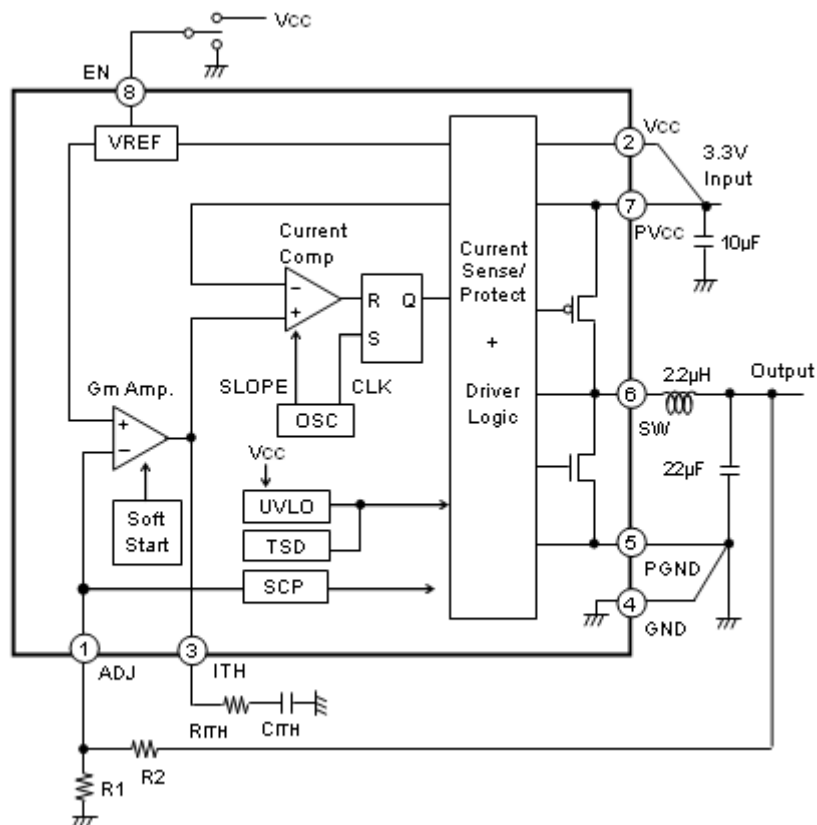 VCC
EN
8
VREF
2
VCC
3.3V
Input
7
PVCC
10µF
Current
Comp
Current
Sense/
Protect
+
Driver
Logic
−
+
R
Q
S
SLOPE
CLK
OSC
Gm Amp.
+
−
Output
2.2µH
6
SW
22µF
VCC
UVLO
TSD
SCP
Soft
Start
5
PGND
4
GND
1
ADJ
3
ITH
RITH
CITH
R2
R1